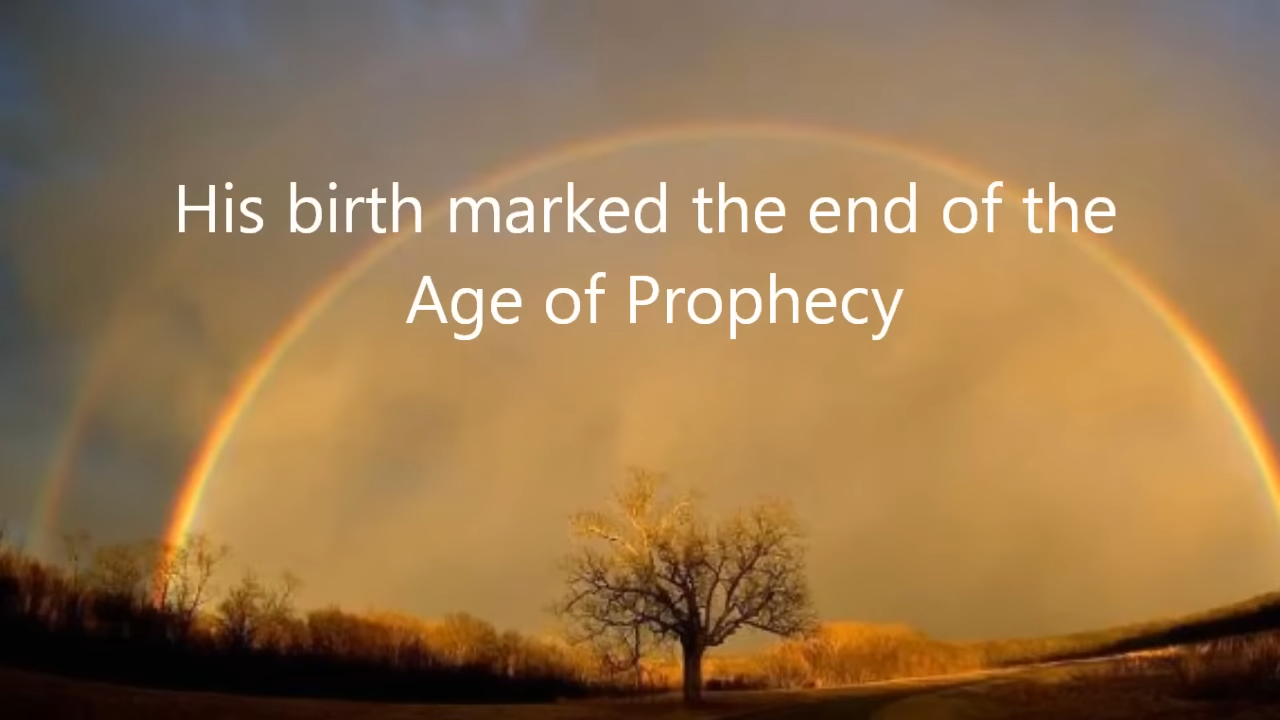 His birth marked the end of the
Age of Prophecy